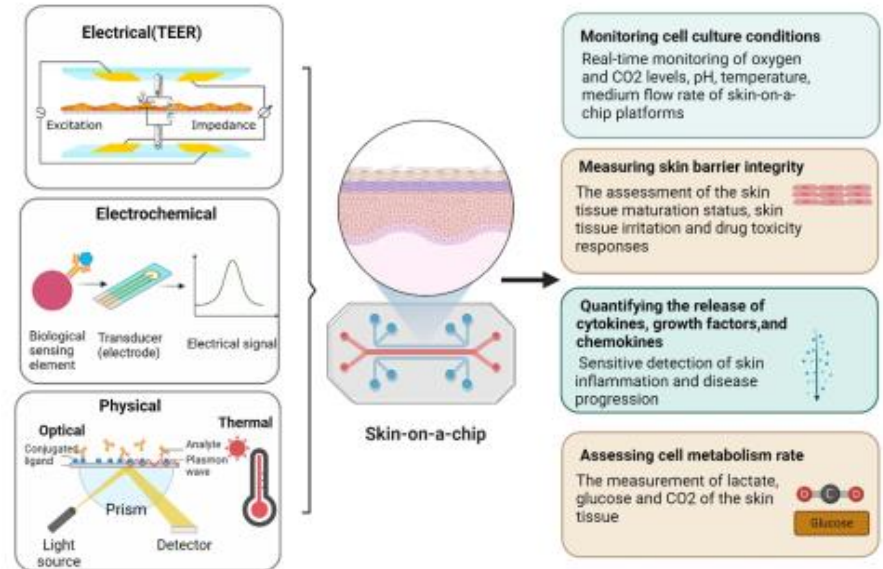 Electrical(TEER)
Excitation
Impedance
Electrochemical
Biological
sensing
element
Transducer
(electrode)
Electrical signal
Physical
Optical
Thermal
Conjugated
ligand
Analyte
Plasmon
wave
Prism
Light
source
Detector
Skin-on-a-chip
Monitoring cell culture conditions
Real-time monitoring of oxygen
and CO2 levels, pH, temperature,
medium flow rate of skin-on-a-
chip platforms
Measuring skin barrier integrity
The assessment of the skin
tissue maturation status, skin
tissue irritation and drug toxicity
responses
Quantifying the release of
cytokines, growth factors,and
chemokines
Sensitive detection of skin
inflammation and disease
progression
Assessing cell metabolism rate
The measurement of lactate,
glucose and CO2 of the skin
tissue
O C O
Glucose